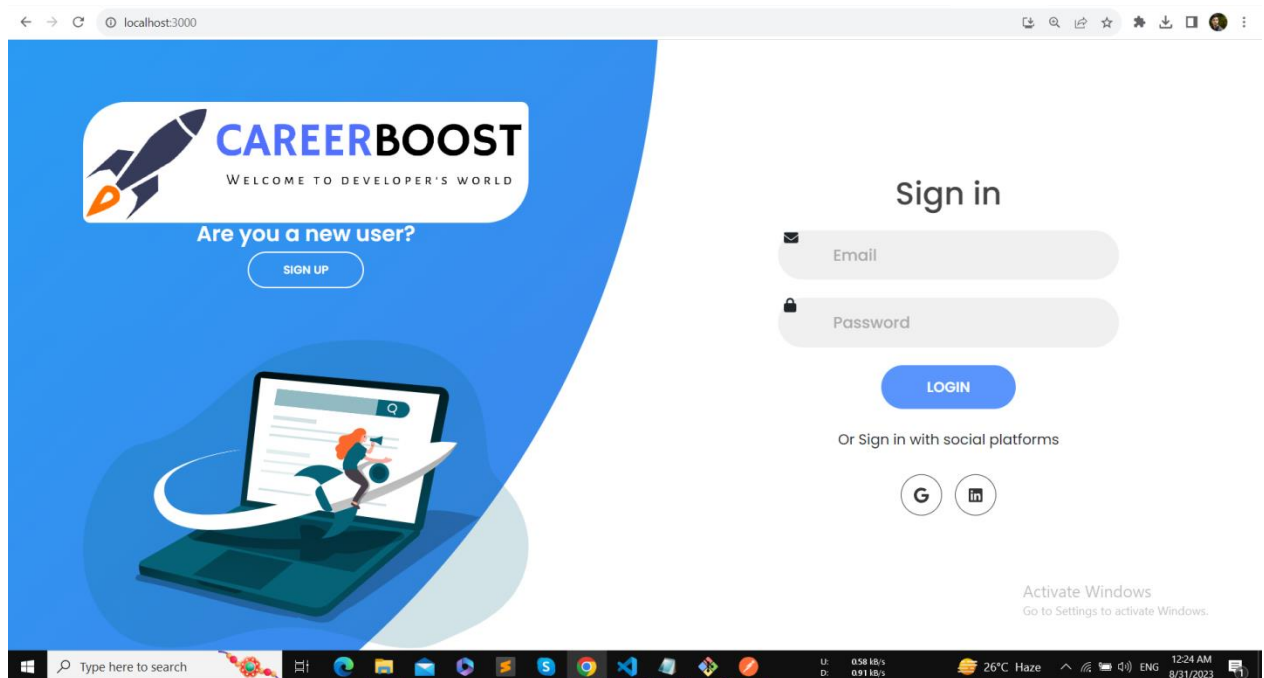 localhost:3000
CAREERBOOST
WELCOME TO DEVELOPER'S WORLD
Are you a new user?
SIGN UP
Sign in
Email
Password
LOGIN
Or Sign in with social platforms
G in
Activate Windows
Go to Settings to activate Windows.
Type here to search
U: 0.58 kB/s
D: 0.91 kB/s
26°C Haze
ENG
12:24 AM
8/31/2023